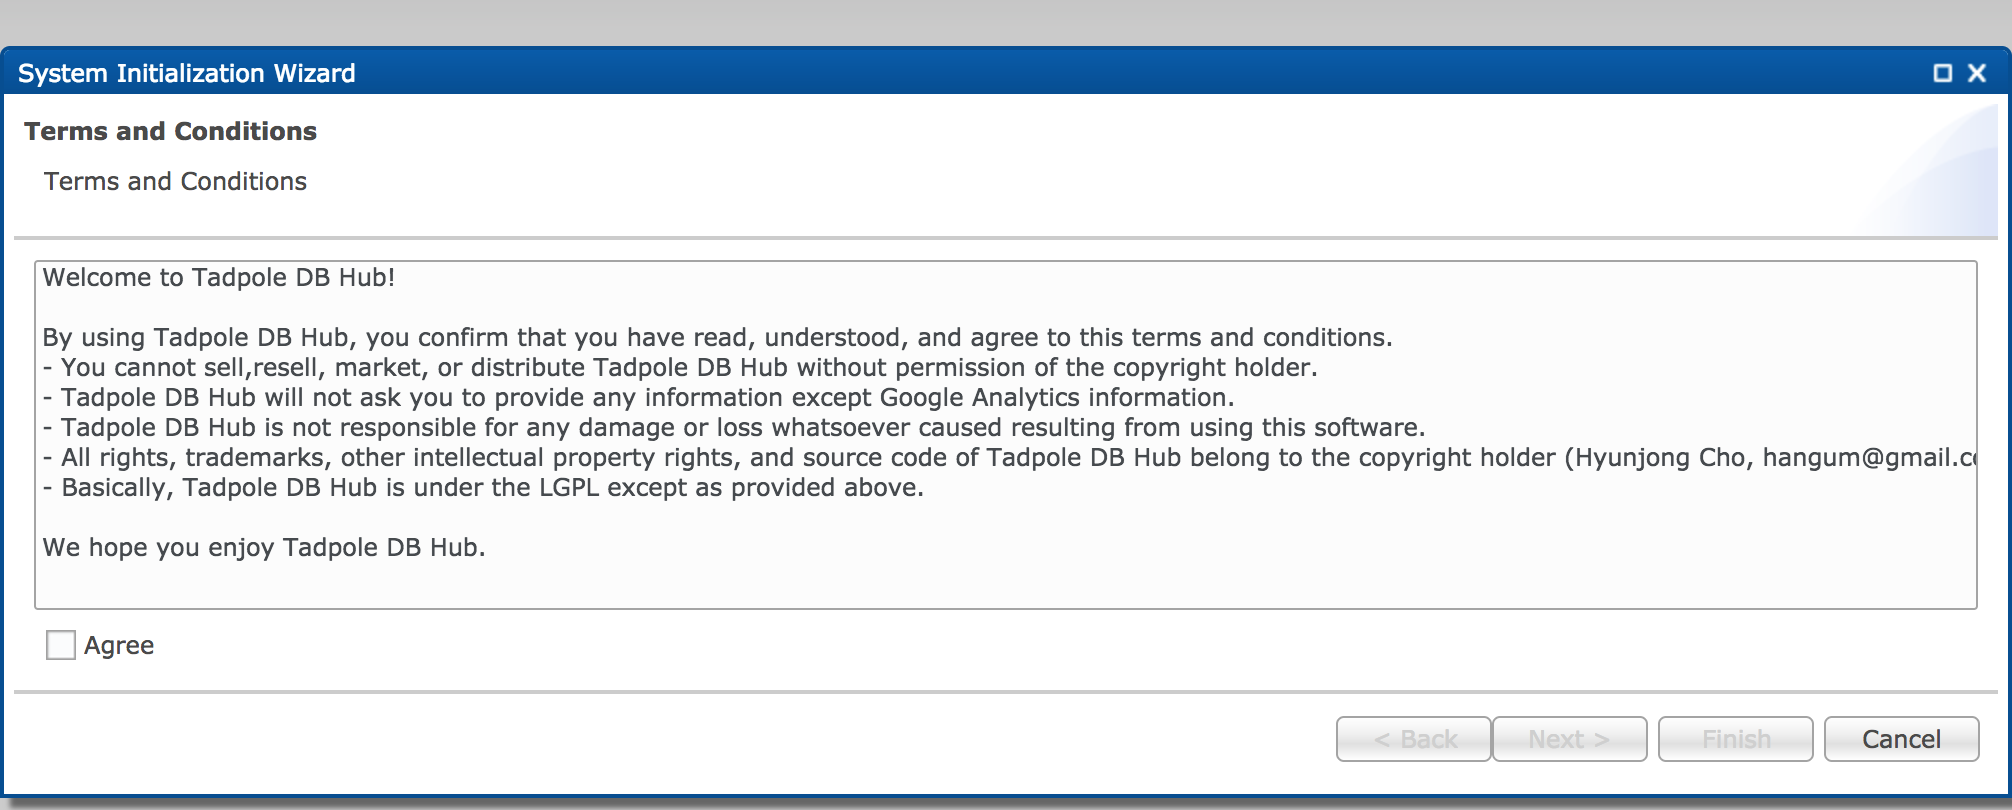 System Initialization Wizard
Terms and Conditions
Terms and Conditions
Welcome to Tadpole DB Hub!
By using Tadpole DB Hub, you confirm that you have read, understood, and agree to this terms and conditions.
- You cannot sell,resell, market, or distribute Tadpole DB Hub without permission of the copyright holder.
- Tadpole DB Hub will not ask you to provide any information except Google Analytics information.
- Tadpole DB Hub is not responsible for any damage or loss whatsoever caused resulting from using this software.
- All rights, trademarks, other intellectual property rights, and source code of Tadpole DB Hub belong to the copyright holder (Hyunjong Cho, hangum@gmail.c
- Basically, Tadpole DB Hub is under the LGPL except as provided above.
We hope you enjoy Tadpole DB Hub.
Agree
< Back Next > Finish Cancel